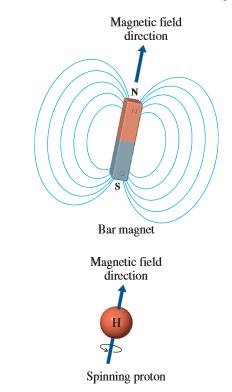 Magnetic field
direction
N
S
Bar magnet
Magnetic field
direction
H
Spinning proton